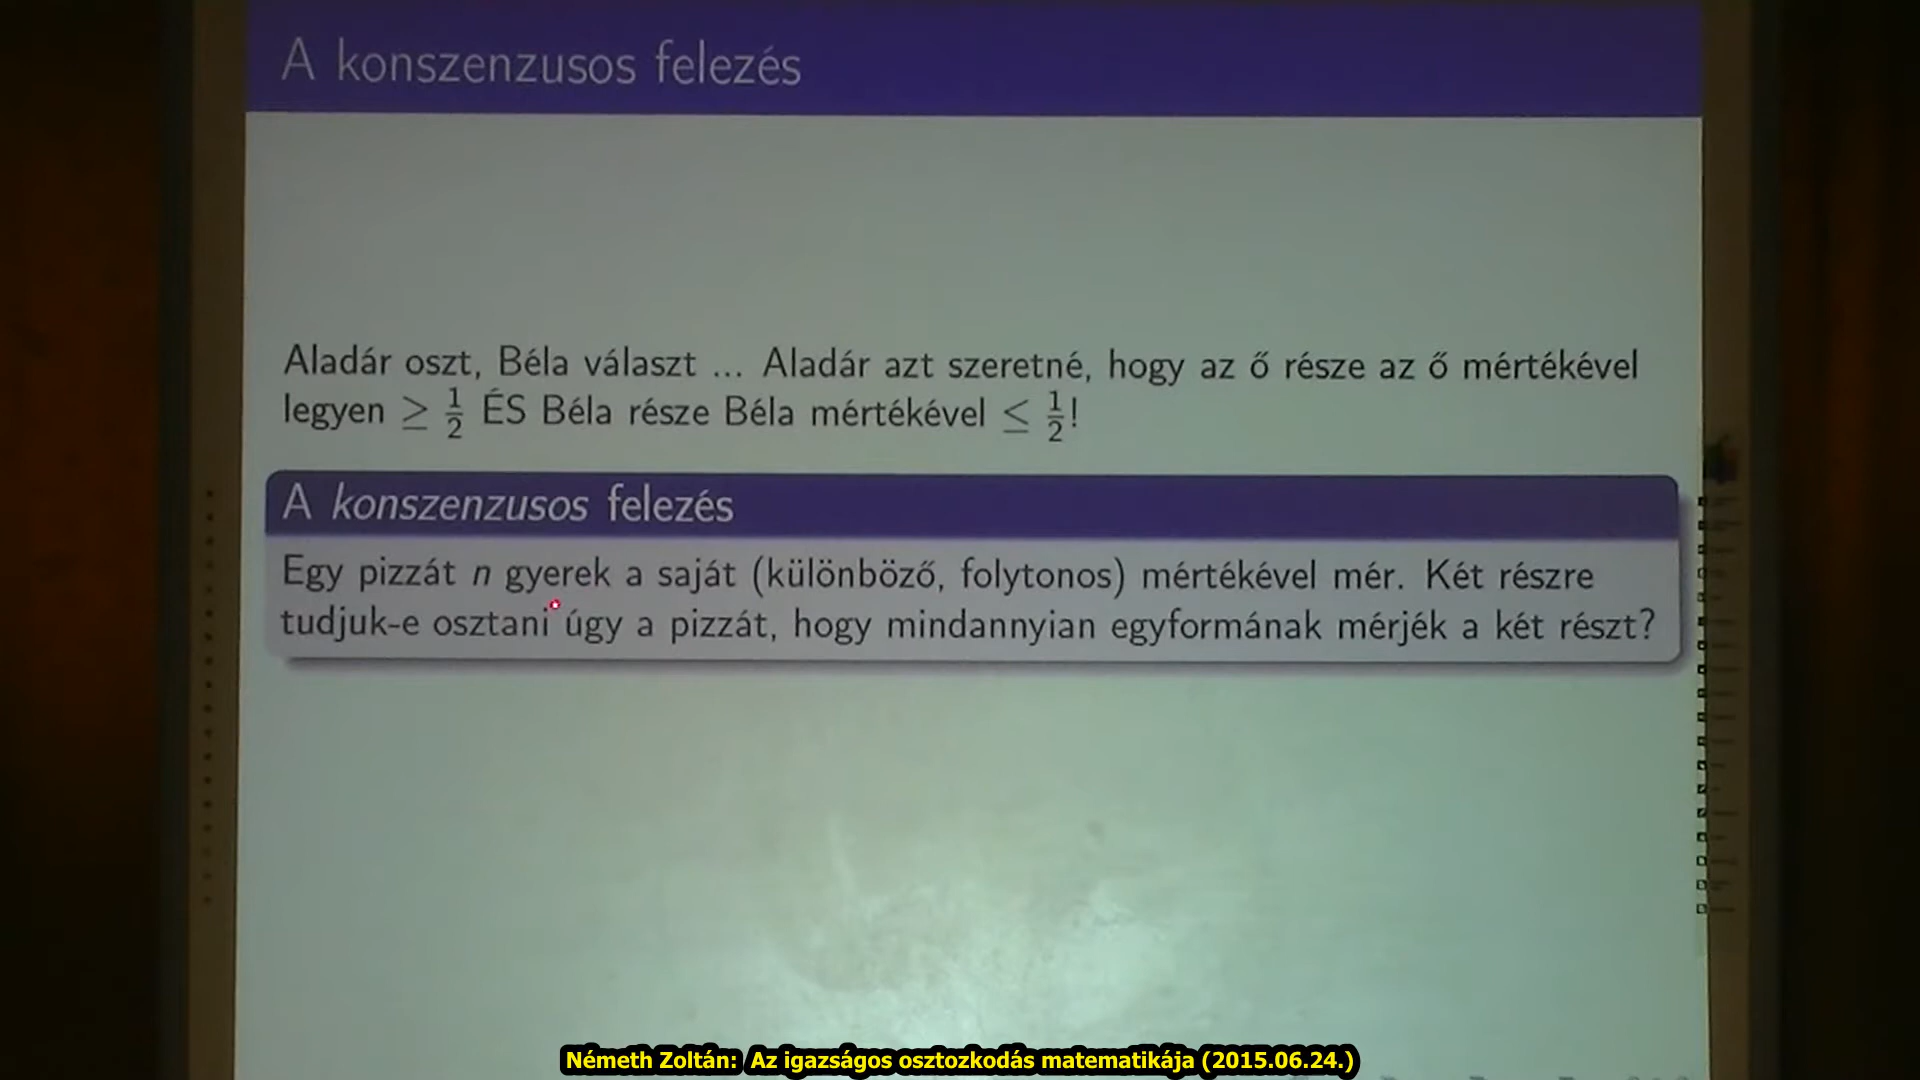 A konszenzusos felezés
Aladár oszt, Béla választ ... Aladár azt szeretné, hogy az ő része az ő mértékével
legyen ≥ 1/2 ÉS Béla része Béla mértékével ≤ 1/2!
A konszenzusos felezés
Egy pizzát n gyerek a saját (különböző, folytonos) mértékével mér. Két részre
tudjuk-e osztani úgy a pizzát, hogy mindannyian egyformának mérjék a két részt?
Németh Zoltán: Az igazságos osztozkodás matematikája (2015.06.24.)